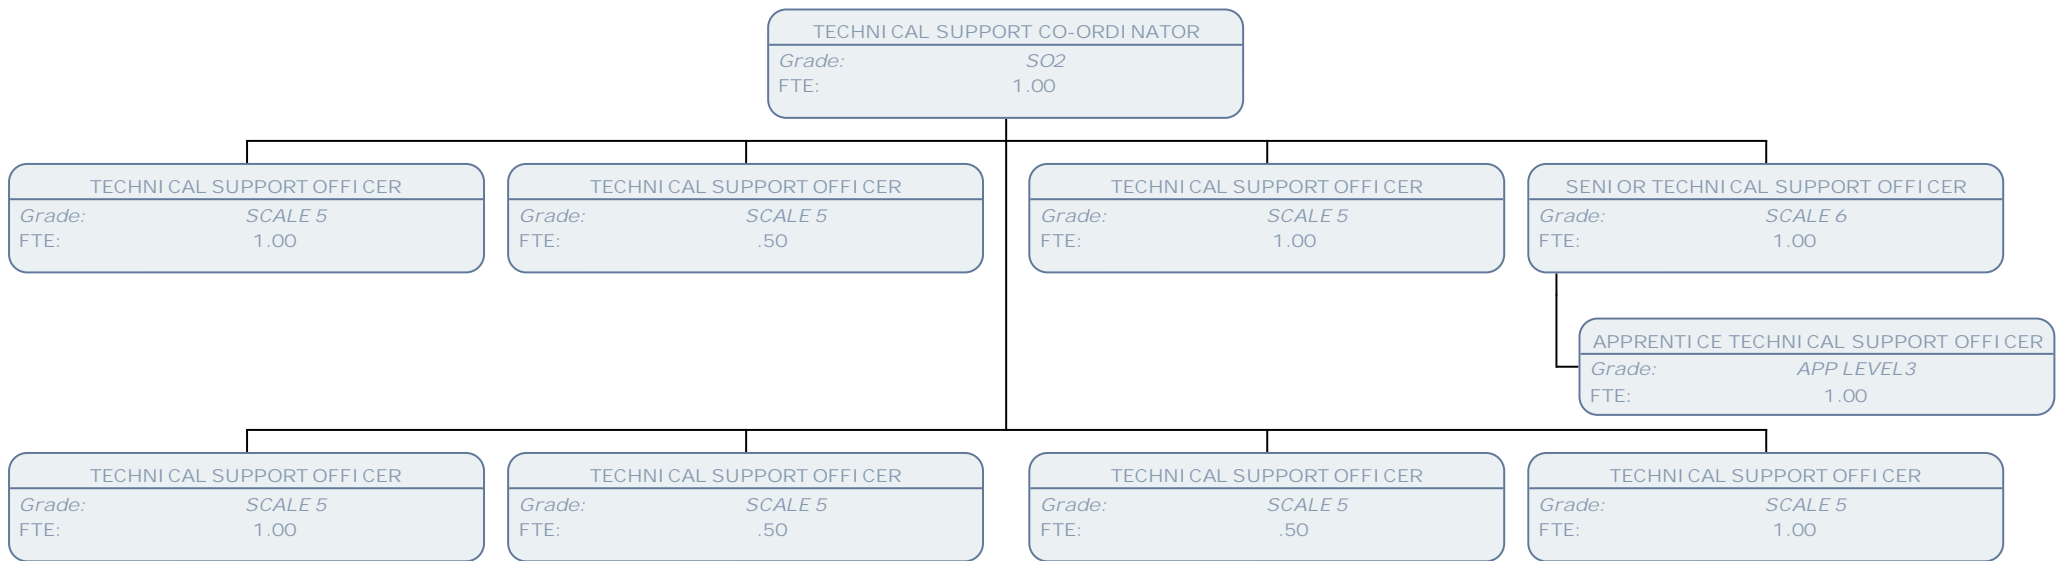 TECHNICAL SUPPORT CO-ORDINATOR
Grade: SO2
FTE: 1.00
TECHNICAL SUPPORT OFFICER
Grade: SCALE 5
FTE: 1.00
TECHNICAL SUPPORT OFFICER
Grade: SCALE 5
FTE: .50
TECHNICAL SUPPORT OFFICER
Grade: SCALE 5
FTE: 1.00
SENIOR TECHNICAL SUPPORT OFFICER
Grade: SCALE 6
FTE: 1.00
APPRENTICE TECHNICAL SUPPORT OFFICER
Grade: APP LEVEL3
FTE: 1.00
TECHNICAL SUPPORT OFFICER
Grade: SCALE 5
FTE: 1.00
TECHNICAL SUPPORT OFFICER
Grade: SCALE 5
FTE: .50
TECHNICAL SUPPORT OFFICER
Grade: SCALE 5
FTE: .50
TECHNICAL SUPPORT OFFICER
Grade: SCALE 5
FTE: 1.00